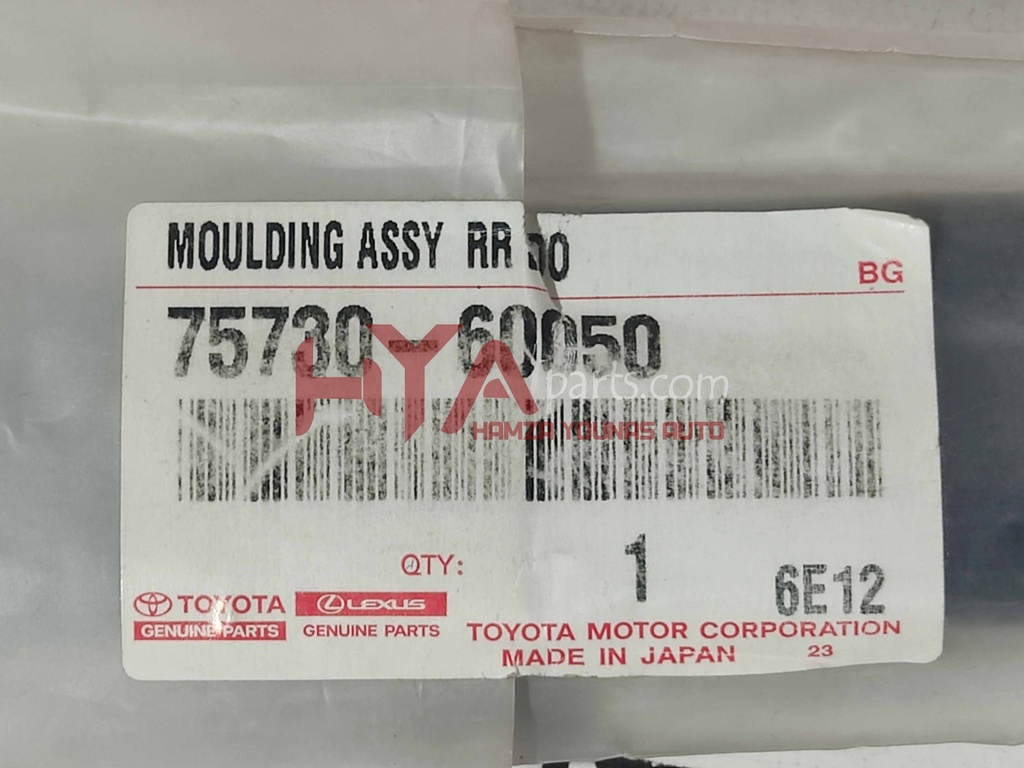 MOULDING ASSY RR DO
BG
75730-60050
HYA parts.com
HAMZA YOUNAS AUTO
QTY: 1
6E12
TOYOTA
GENUINE PARTS
LEXUS
GENUINE PARTS
TOYOTA MOTOR CORPORATION
MADE IN JAPAN 23